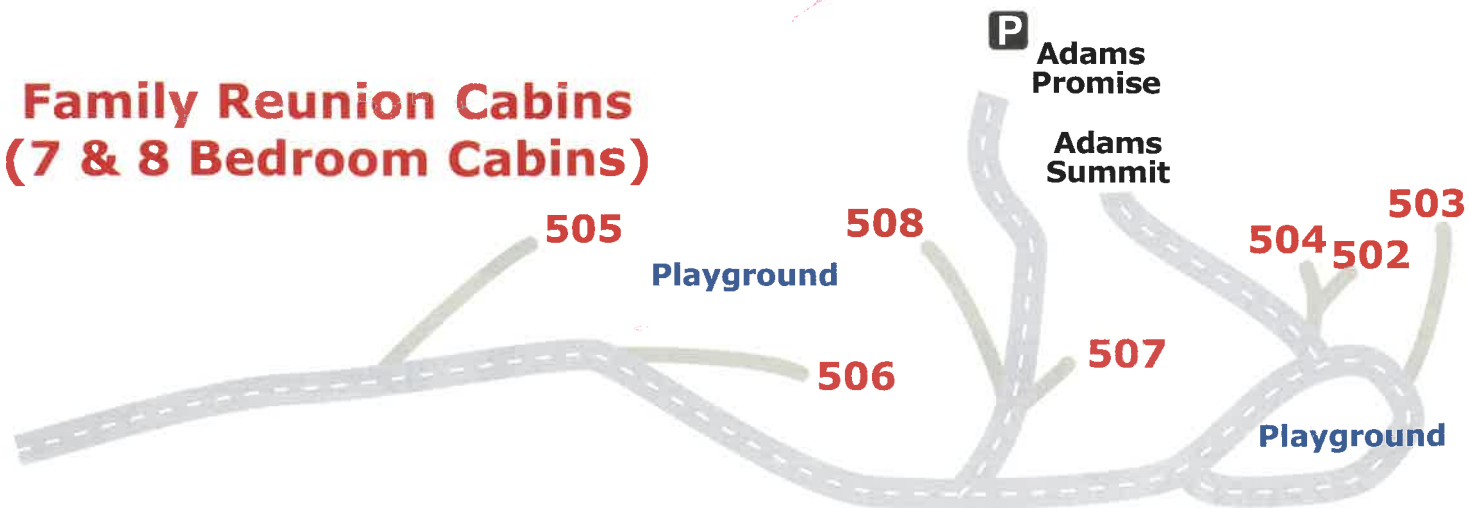 P
Adams
Promise
Family Reunion Cabins
(7 & 8 Bedroom Cabins)
Adams
Summit
505
508
503
504
502
Playground
507
506
Playground